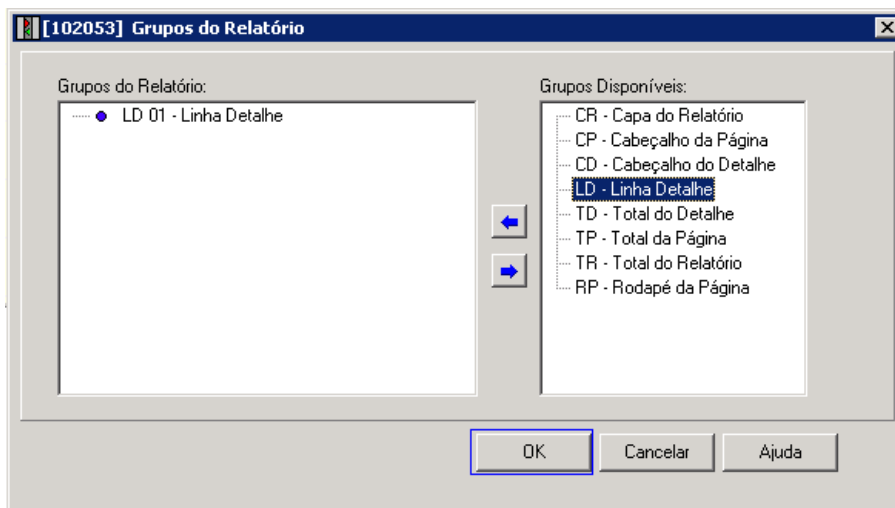 [102053] Grupos do Relatório
Grupos do Relatório:
LD 01 - Linha Detalhe
Grupos Disponíveis:
CR - Capa do Relatório
CP - Cabeçalho da Página
CD - Cabeçalho do Detalhe
LD - Linha Detalhe
TD - Total do Detalhe
TP - Total da Página
TR - Total do Relatório
RP - Rodapé da Página
OK
Cancelar
Ajuda